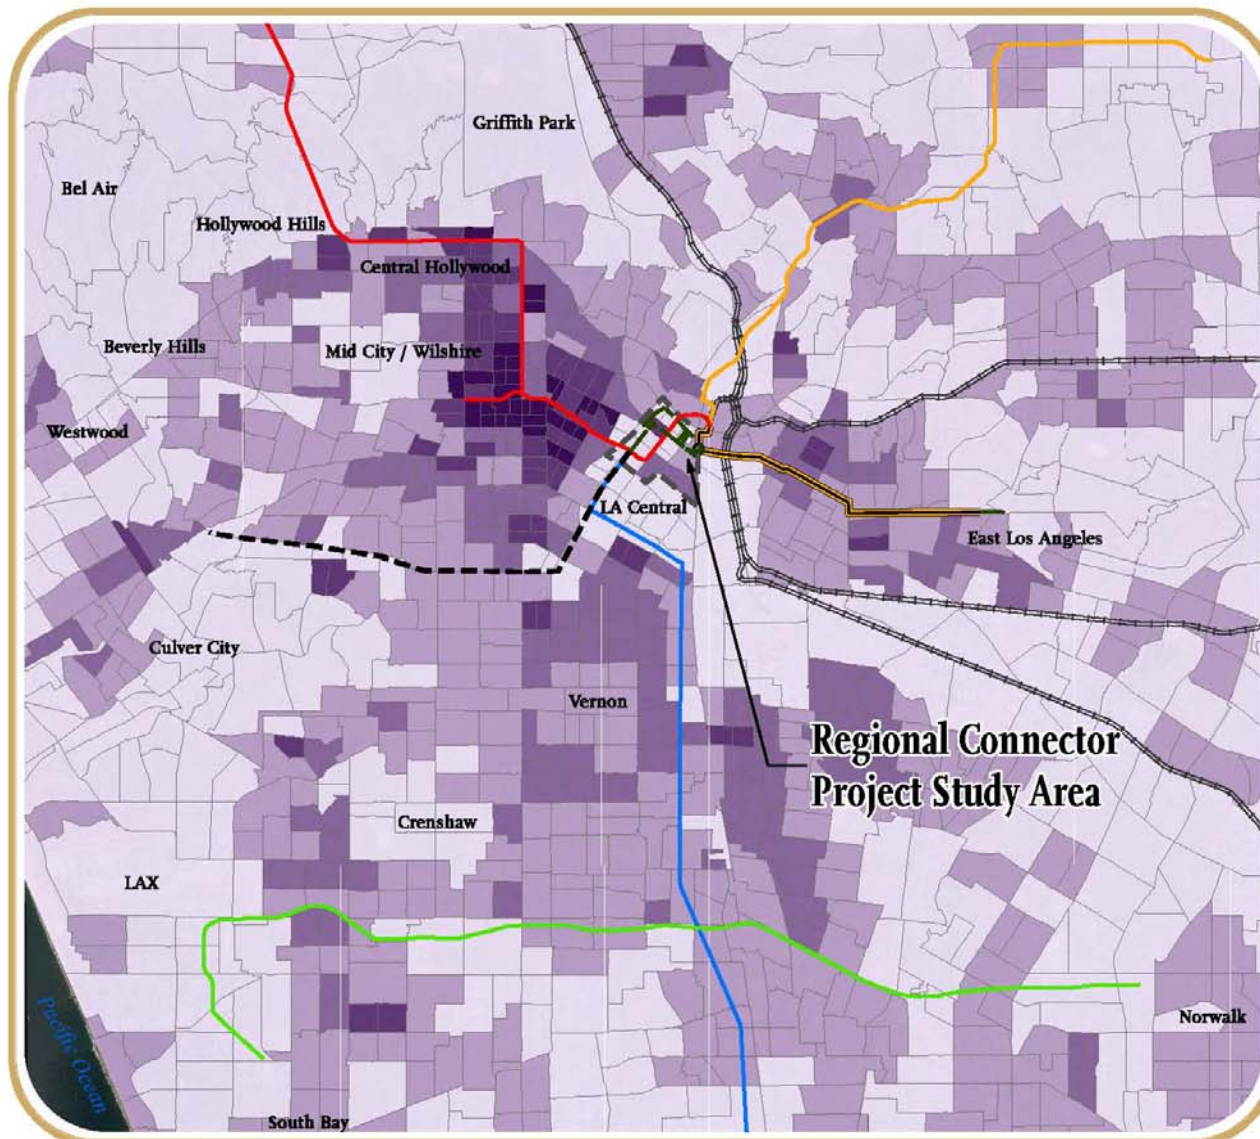 Griffith Park
Bel Air
Hollywood Hills
Central Hollywood
Beverly Hills
Mid City / Wilshire
Westwood
LA Central
East Los Angeles
Culver City
Vernon
Regional Connector
Project Study Area
Crenshaw
LAX
Pacific Ocean
Norwalk
South Bay